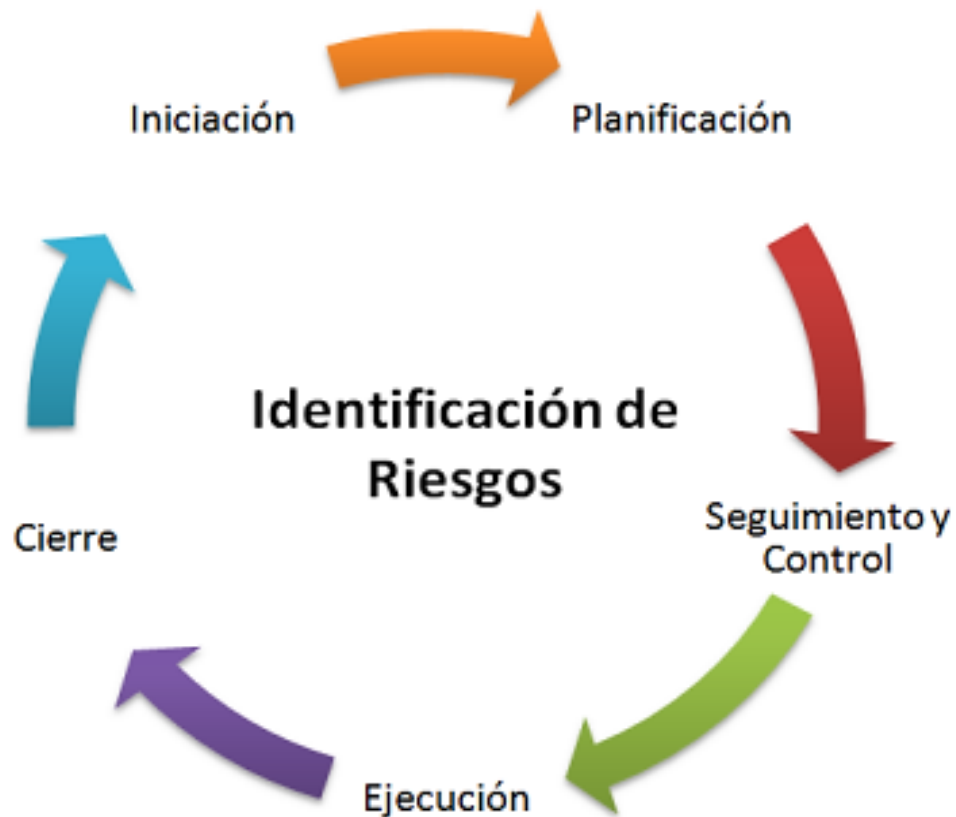 Iniciación
Planificación
Identificación de
Riesgos
Seguimiento y
Control
Cierre
Ejecución